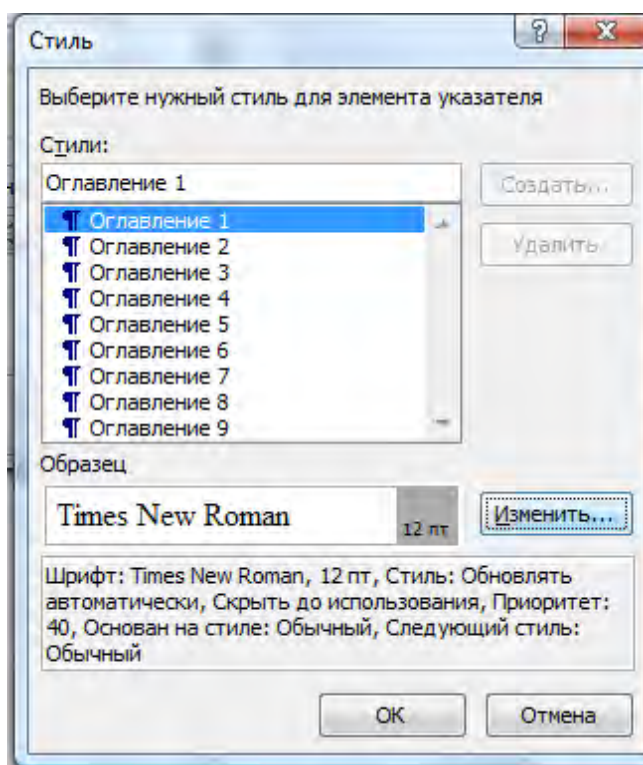 Стиль
Выберите нужный стиль для элемента указателя
Стили:
Оглавление 1
Создать...
¶ Оглавление 1
Удалить
¶ Оглавление 2
¶ Оглавление 3
¶ Оглавление 4
¶ Оглавление 5
¶ Оглавление 6
¶ Оглавление 7
¶ Оглавление 8
¶ Оглавление 9
Образец
Times New Roman
12 пт
Изменить...
Шрифт: Times New Roman, 12 пт, Стиль: Обновлять
автоматически, Скрыть до использования, Приоритет:
40, Основан на стиле: Обычный, Следующий стиль:
Обычный
ОК
Отмена